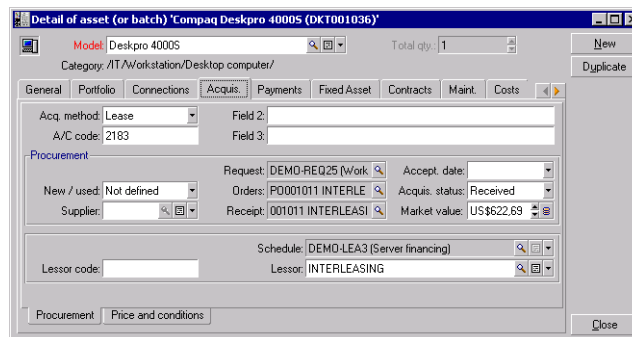 Detail of asset (or batch) 'Compaq Deskpro 4000S (DKT001036)'
Model: Deskpro 4000S Total qty.: 1 New
Category: /IT/Workstation/Desktop computer/ Duplicate
General Portfolio Connections Acquis. Payments Fixed Asset Contracts Maint. Costs
Acq. method: Lease Field 2:
A/C code: 2183 Field 3:
Procurement
Request: DEMO-REQ25 (Work Accept. date:
New / used: Not defined Orders: PO001011 INTERLE Acquis. status: Received
Supplier: Receipt: 001011 INTERLEASI Market value: US$622,69
Schedule: DEMO-LEA3 (Server financing)
Lessor code: Lessor: INTERLEASING
Procurement Price and conditions
Close